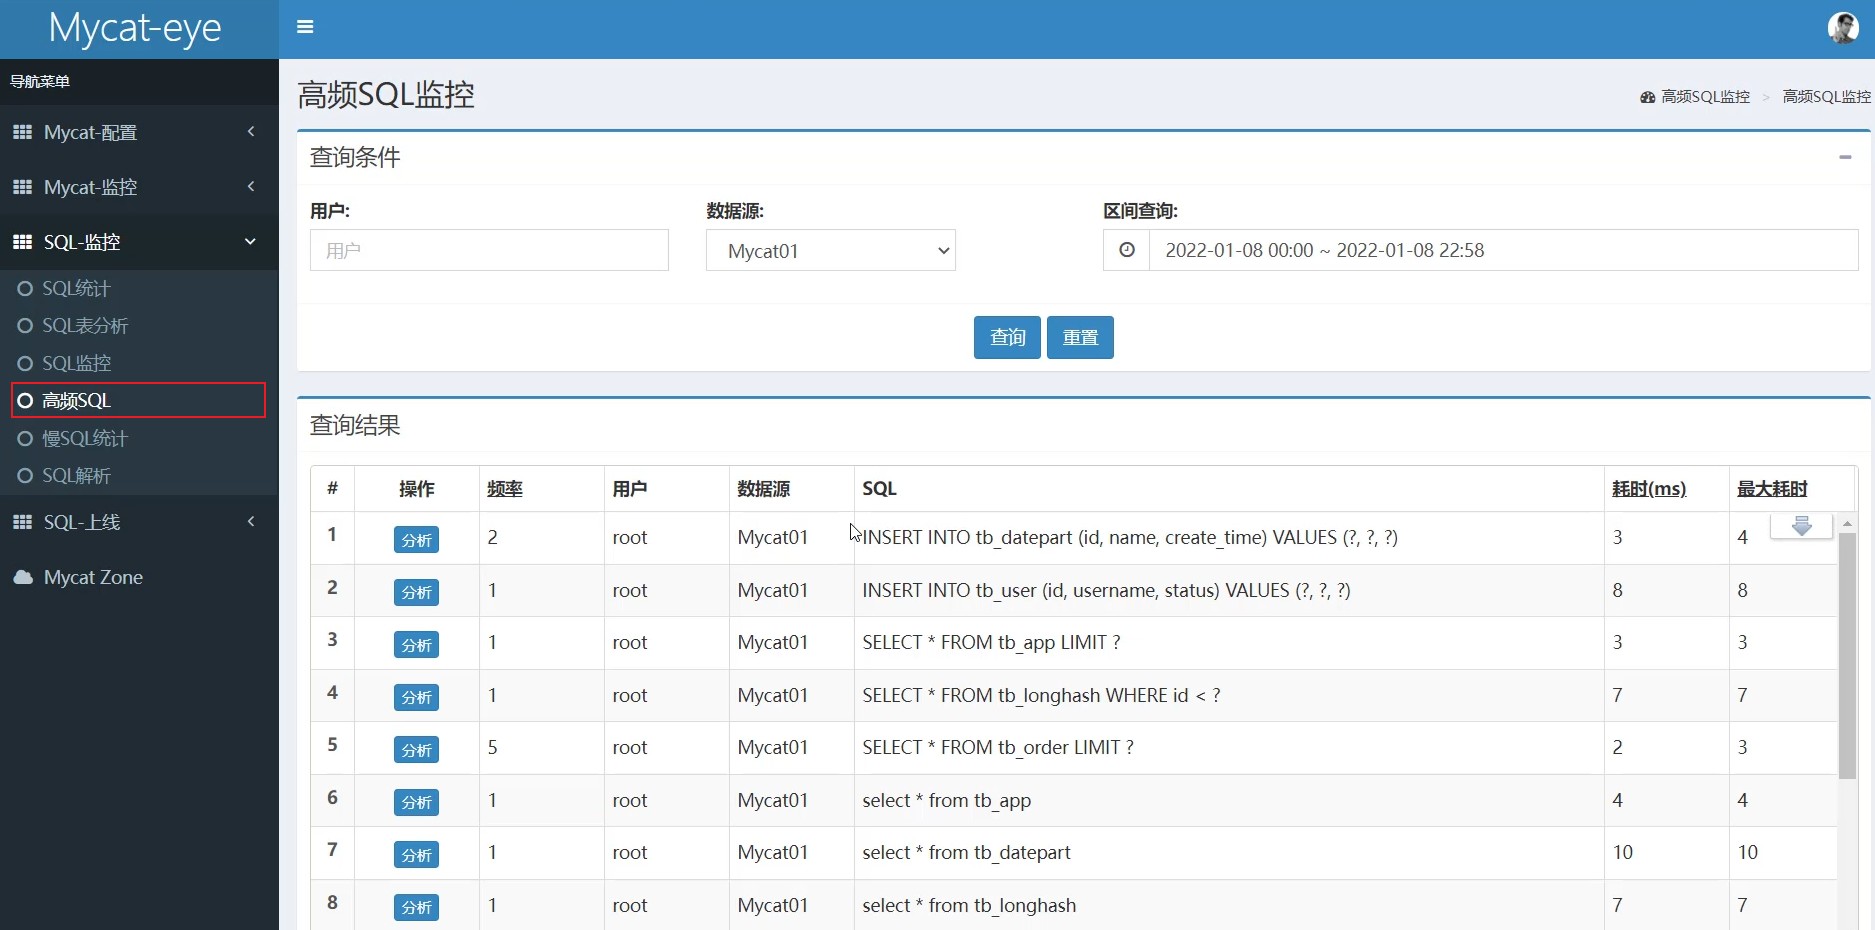 Mycat-eye
导航菜单
Mycat-配置
Mycat-监控
SQL-监控
SQL统计
SQL表分析
SQL监控
高频SQL
慢SQL统计
SQL解析
SQL-上线
Mycat Zone
高频SQL监控
高频SQL监控 > 高频SQL监控
查询条件
用户: 数据源: 区间查询:
用户 Mycat01 2022-01-08 00:00 ~ 2022-01-08 22:58
查询 重置
查询结果
# 操作 频率 用户 数据源 SQL 耗时(ms) 最大耗时
1 分析 2 root Mycat01 INSERT INTO tb_datepart (id, name, create_time) VALUES (?, ?, ?) 3 4
2 分析 1 root Mycat01 INSERT INTO tb_user (id, username, status) VALUES (?, ?, ?) 8 8
3 分析 1 root Mycat01 SELECT * FROM tb_app LIMIT ? 3 3
4 分析 1 root Mycat01 SELECT * FROM tb_longhash WHERE id < ? 7 7
5 分析 5 root Mycat01 SELECT * FROM tb_order LIMIT ? 2 3
6 分析 1 root Mycat01 select * from tb_app 4 4
7 分析 1 root Mycat01 select * from tb_datepart 10 10
8 分析 1 root Mycat01 select * from tb_longhash 7 7